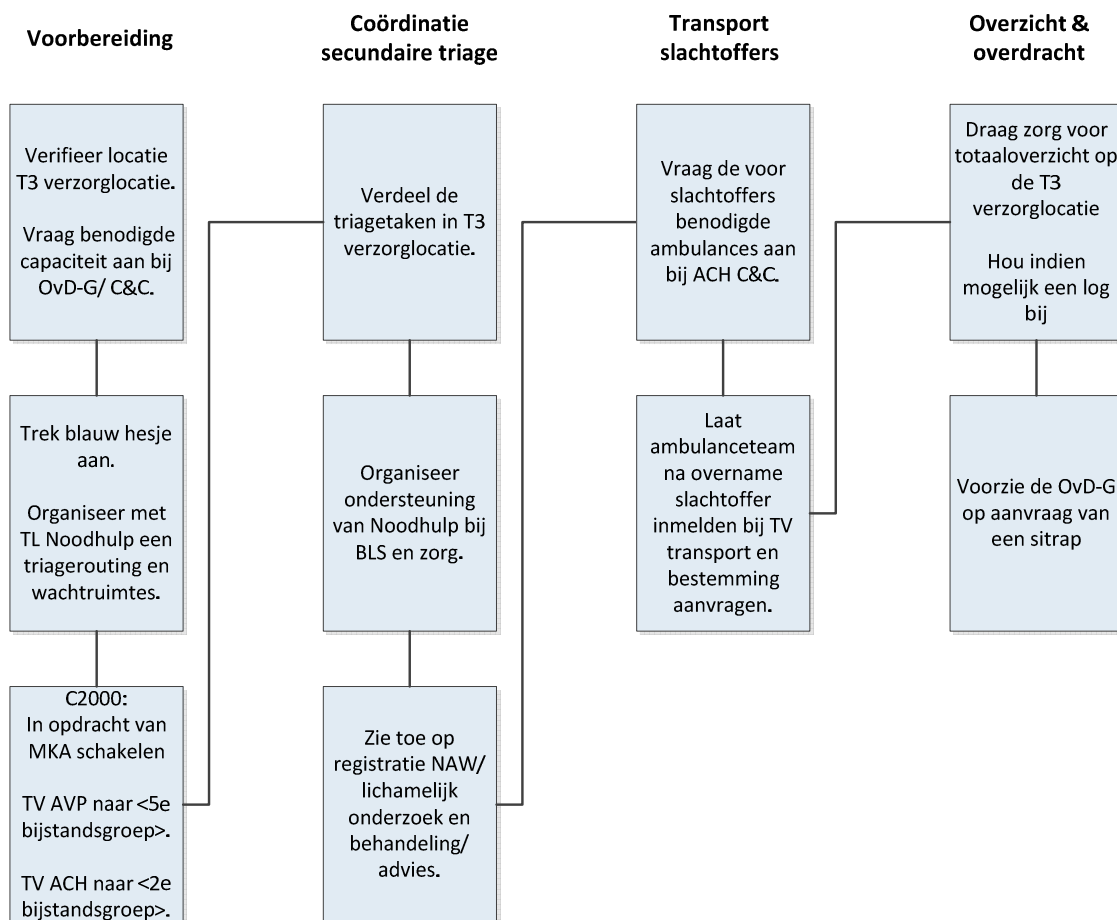 Voorbereiding
Verifieer locatie
T3 verzorglocatie.
Vraag benodigde
capaciteit aan bij
OvD-G/ C&C.
Trek blauw hesje
aan.
Organiseer met
TL Noodhulp een
triagerouting en
wachtruimtes.
C2000:
In opdracht van
MKA schakelen
TV AVP naar <5e
bijstandsgroep>.
TV ACH naar <2e
bijstandsgroep>.
Coördinatie
secundaire triage
Verdeel de
triagetaken in T3
verzorglocatie.
Organiseer
ondersteuning
van Noodhulp bij
BLS en zorg.
Zie toe op
registratie NAW/
lichamelijk
onderzoek en
behandeling/
advies.
Transport
slachtoffers
Vraag de voor
slachtoffers
benodigde
ambulances aan
bij ACH C&C.
Laat
ambulanceteam
na overname
slachtoffer
inmelden bij TV
transport en
bestemming
aanvragen.
Overzicht &
overdracht
Draag zorg voor
totaaloverzicht op
de T3
verzorglocatie
Hou indien
mogelijk een log
bij
Voorzie de OvD-G
op aanvraag van
een sitrap